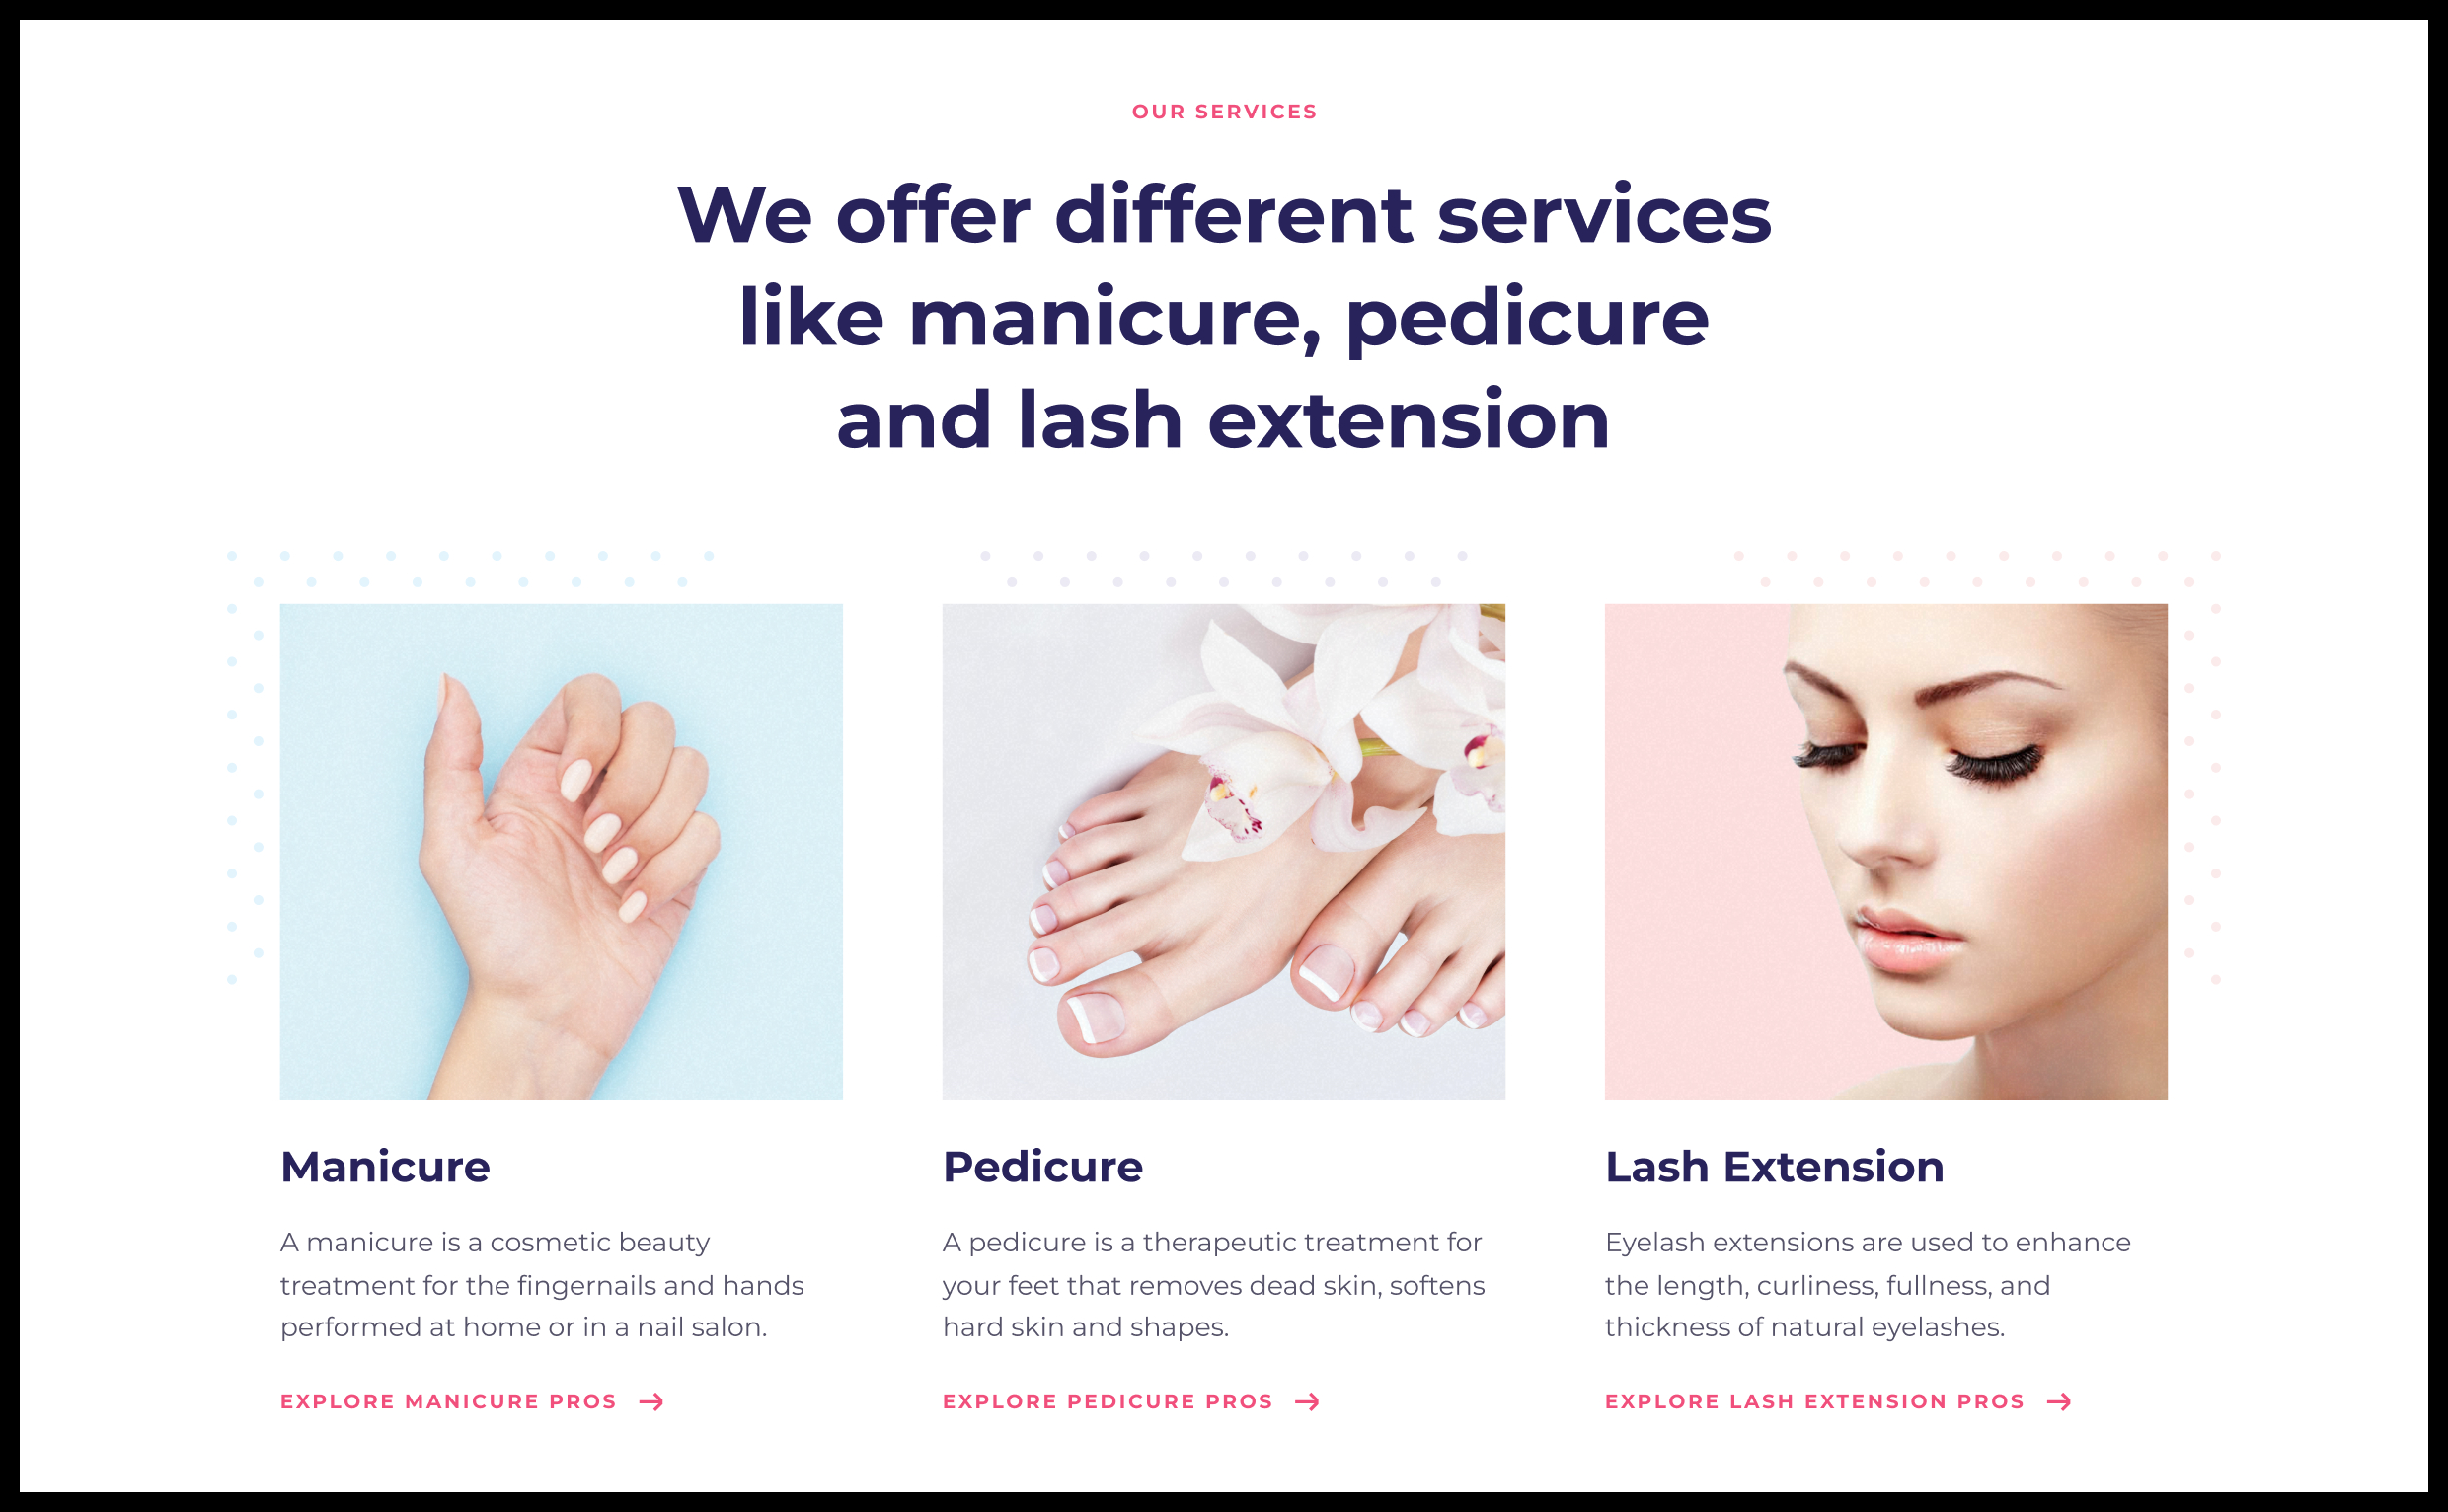 OUR SERVICES
We offer different services
like manicure, pedicure
and lash extension
Manicure
A manicure is a cosmetic beauty
treatment for the fingernails and hands
performed at home or in a nail salon.
EXPLORE MANICURE PROS
Pedicure
A pedicure is a therapeutic treatment for
your feet that removes dead skin, softens
hard skin and shapes.
EXPLORE PEDICURE PROS
Lash Extension
Eyelash extensions are used to enhance
the length, curliness, fullness, and
thickness of natural eyelashes.
EXPLORE LASH EXTENSION PROS